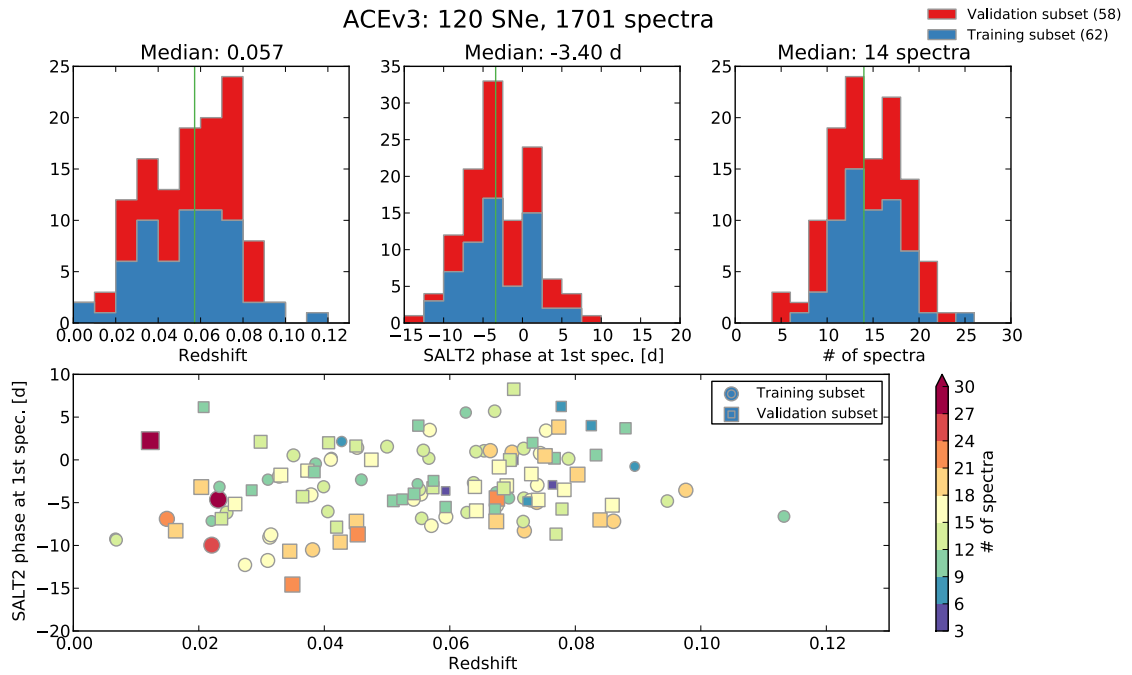 ACEv3: 120 SNe, 1701 spectra
Validation subset (58)
Training subset (62)
Median: 0.057
25
20
15
10
5
0
0.00 0.02 0.04 0.06 0.08 0.10 0.12
Redshift
Median: -3.40 d
35
30
25
20
15
10
5
0
−15 −10 −5 0 5 10 15 20
SALT2 phase at 1st spec. [d]
Median: 14 spectra
25
20
15
10
5
0
0 5 10 15 20 25 30
# of spectra
SALT2 phase at 1st spec. [d]
10
5
0
−5
−10
−15
−20
0.00 0.02 0.04 0.06 0.08 0.10 0.12
Redshift
Training subset
Validation subset
30
27
24
21
18
15
12
9
6
3
# of spectra